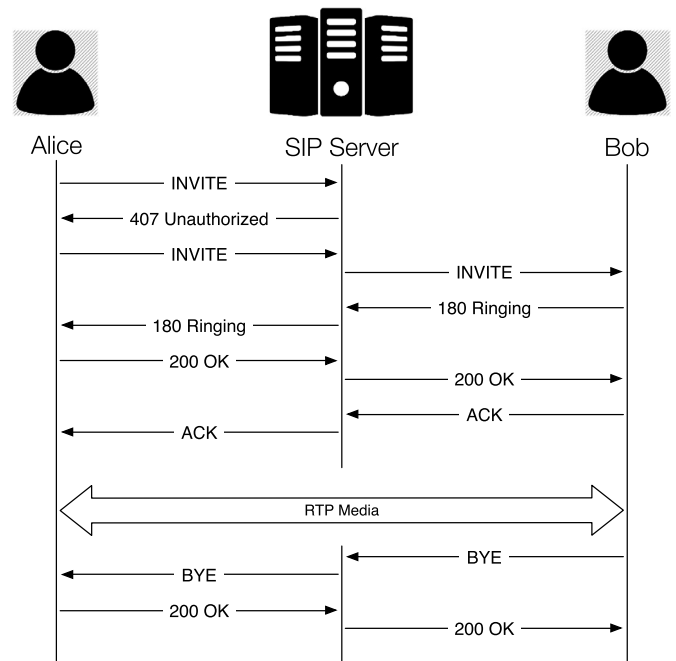 Alice
SIP Server
Bob
INVITE
407 Unauthorized
INVITE
INVITE
180 Ringing
180 Ringing
200 OK
200 OK
ACK
ACK
RTP Media
BYE
BYE
200 OK
200 OK